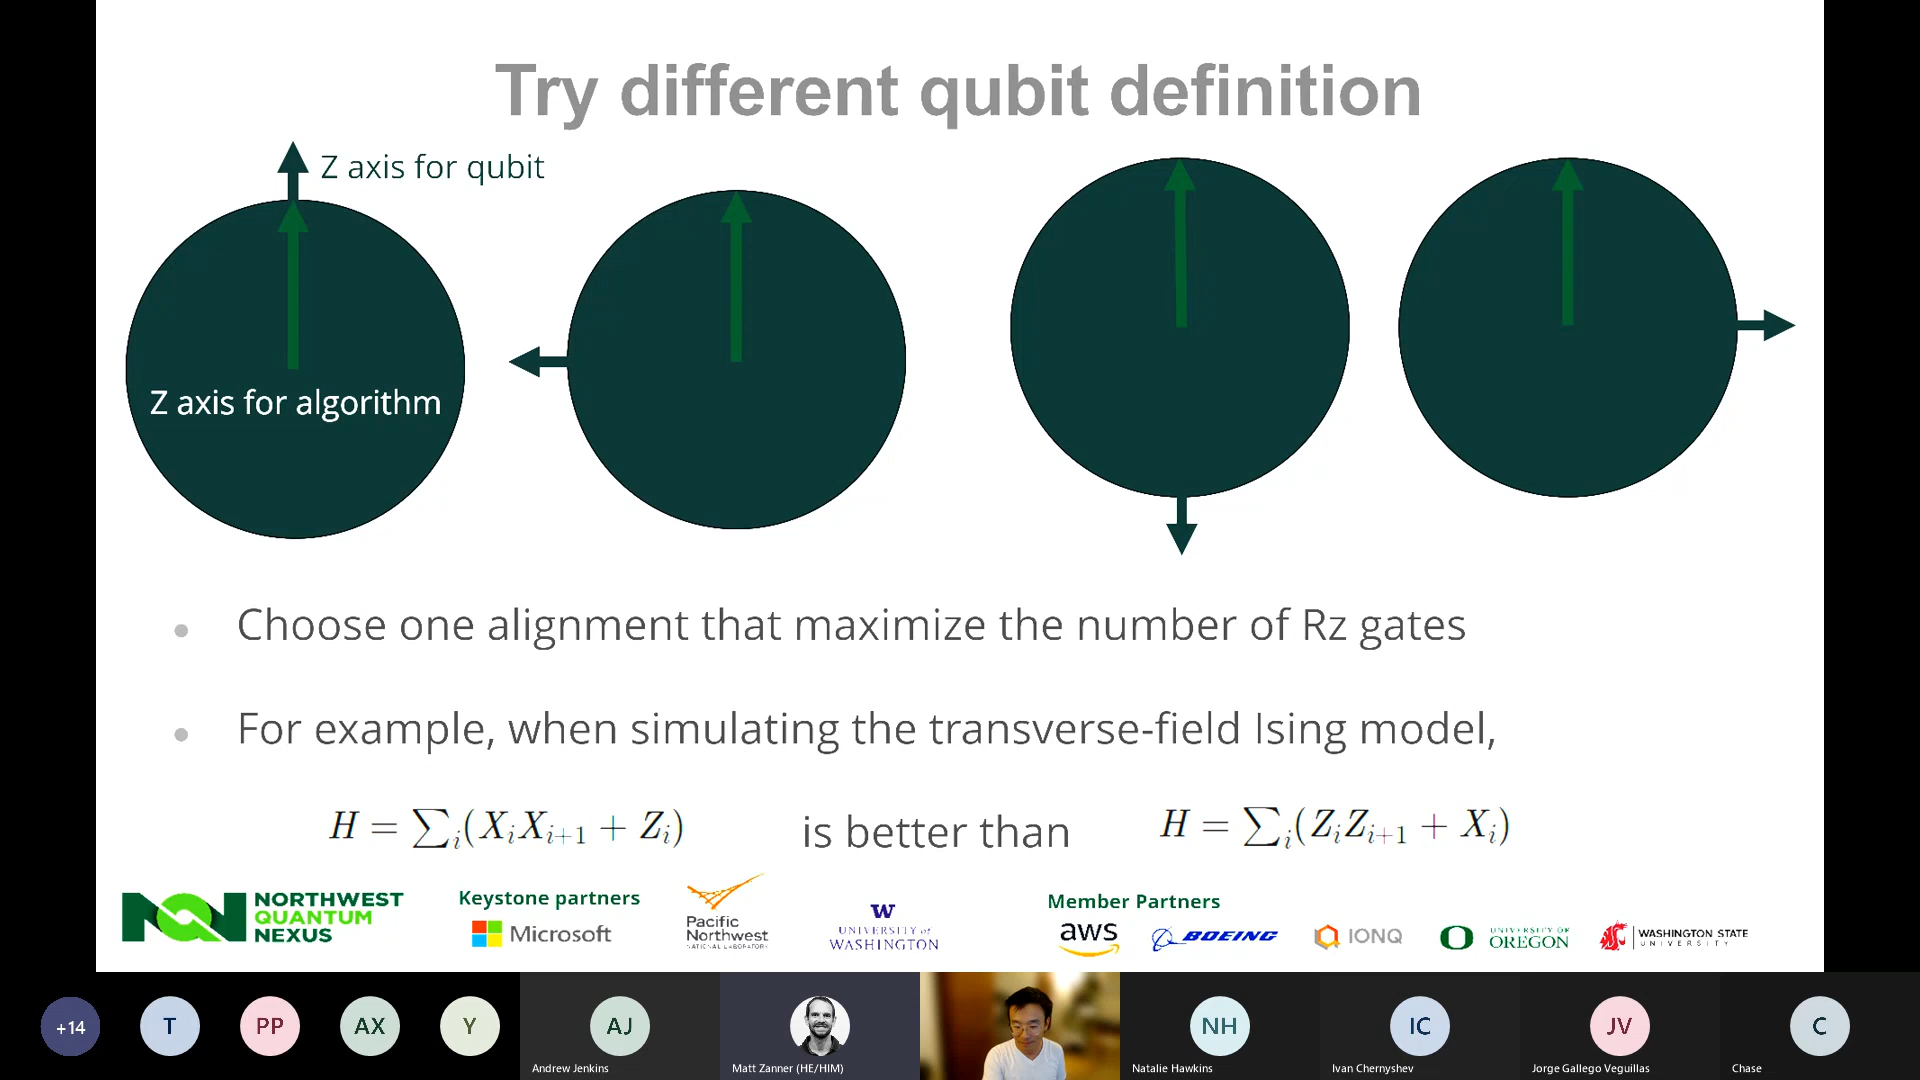 Try different qubit definition
Z axis for qubit
Z axis for algorithm
Choose one alignment that maximize the number of Rz gates
For example, when simulating the transverse-field Ising model,
H = ∑i(XiXi+1 + Zi)
is better than
H = ∑i(ZiZi+1 + Xi)
NORTHWEST
QUANTUM
NEXUS
Keystone partners
Microsoft
Pacific
Northwest
NATIONAL LABORATORY
W
UNIVERSITY of
WASHINGTON
Member Partners
aws
BOEING
IONQ
O
UNIVERSITY OF
OREGON
WASHINGTON STATE
UNIVERSITY
+14
T
PP
AX
Y
AJ
Andrew Jenkins
Matt Zanner (HE/HIM)
NH
Natalie Hawkins
IC
Ivan Chernyshev
JV
Jorge Gallego Veguillas
C
Chase